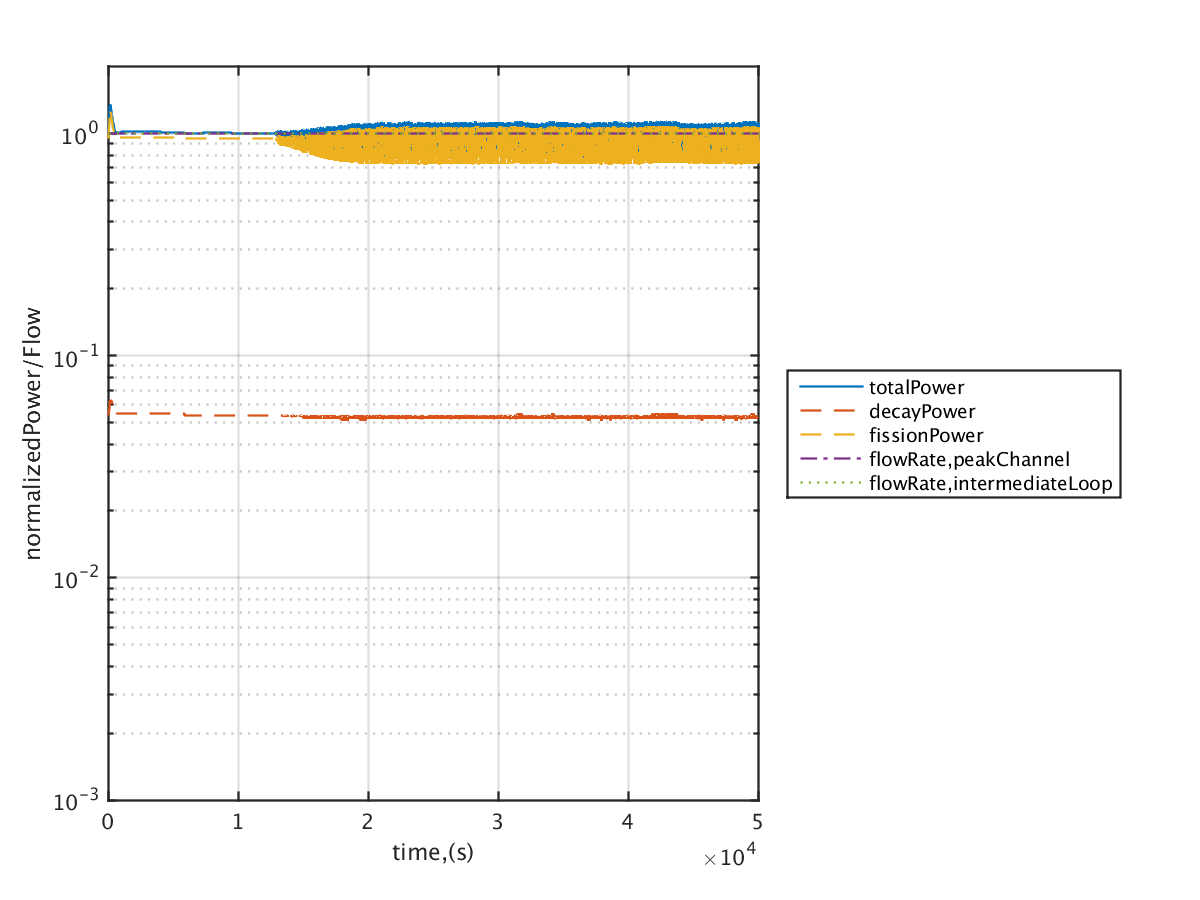 10^0
10^-1
10^-2
10^-3
normalizedPower/Flow
0 1 2 3 4 5
time,(s)
×10^4
totalPower
decayPower
fissionPower
flowRate,peakChannel
flowRate,intermediateLoop